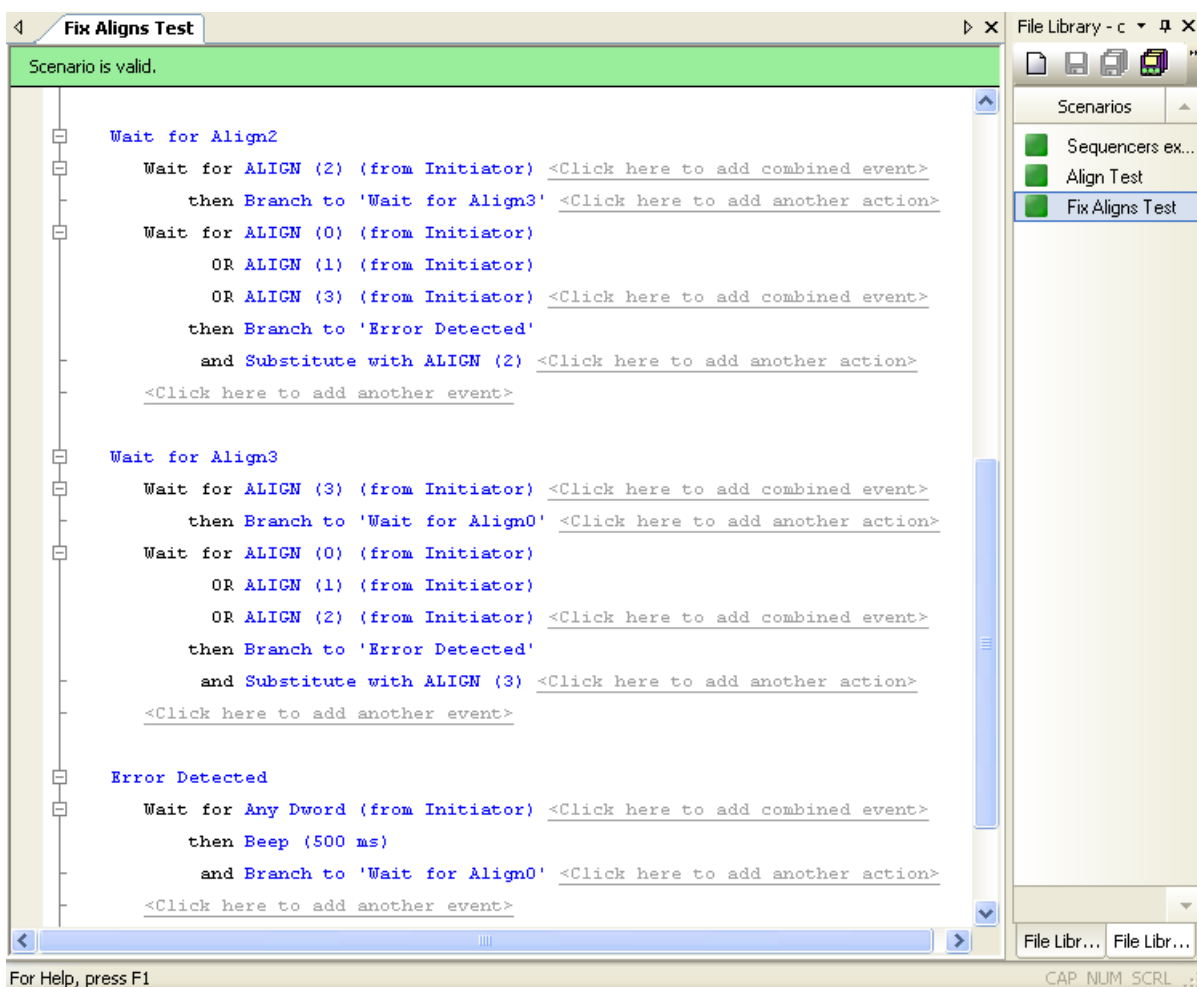 Fix Aligns Test
Scenario is valid.
Wait for Align2
Wait for ALIGN (2) (from Initiator) <Click here to add combined event>
then Branch to 'Wait for Align3' <Click here to add another action>
Wait for ALIGN (0) (from Initiator)
OR ALIGN (1) (from Initiator)
OR ALIGN (3) (from Initiator) <Click here to add combined event>
then Branch to 'Error Detected'
and Substitute with ALIGN (2) <Click here to add another action>
<Click here to add another event>
Wait for Align3
Wait for ALIGN (3) (from Initiator) <Click here to add combined event>
then Branch to 'Wait for Align0' <Click here to add another action>
Wait for ALIGN (0) (from Initiator)
OR ALIGN (1) (from Initiator)
OR ALIGN (2) (from Initiator) <Click here to add combined event>
then Branch to 'Error Detected'
and Substitute with ALIGN (3) <Click here to add another action>
<Click here to add another event>
Error Detected
Wait for Any Dword (from Initiator) <Click here to add combined event>
then Beep (500 ms)
and Branch to 'Wait for Align0' <Click here to add another action>
<Click here to add another event>
File Library - c
Scenarios
Sequencers ex...
Align Test
Fix Aligns Test
File Libr... File Libr...
For Help, press F1
CAP NUM SCRL